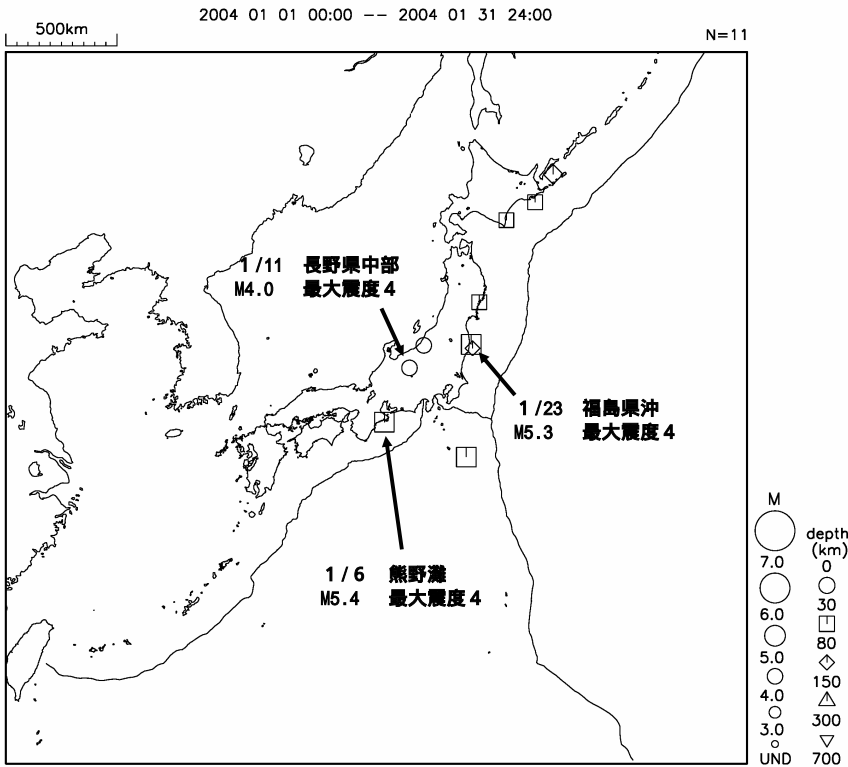 2004 01 01 00:00 -- 2004 01 31 24:00
500km
N=11
1/11 長野県中部
M4.0 最大震度4
1/23 福島県沖
M5.3 最大震度4
1/6 熊野灘
M5.4 最大震度4
M
7.0
6.0
5.0
4.0
3.0
UND
depth
(km)
0
30
80
150
300
700